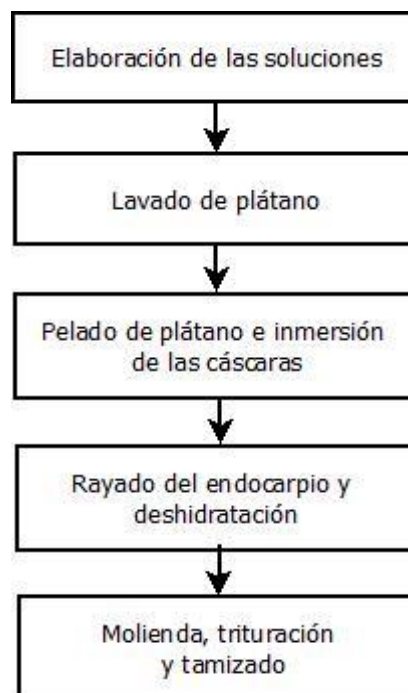 Elaboración de las soluciones
Lavado de plátano
Pelado de plátano e inmersión
de las cáscaras
Rayado del endocarpio y
deshidratación
Molienda, trituración
y tamizado